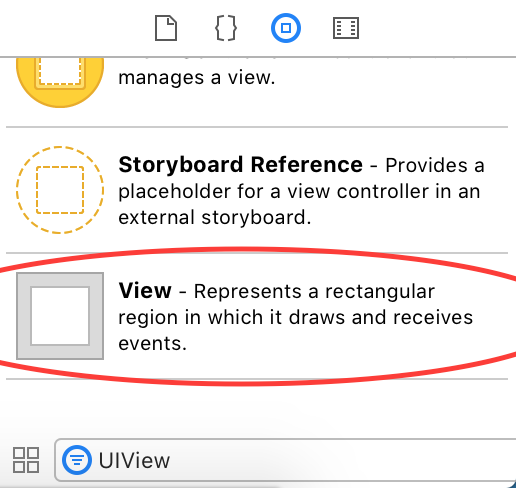 manages a view.
Storyboard Reference - Provides a
placeholder for a view controller in an
external storyboard.
View - Represents a rectangular
region in which it draws and receives
events.
UIView